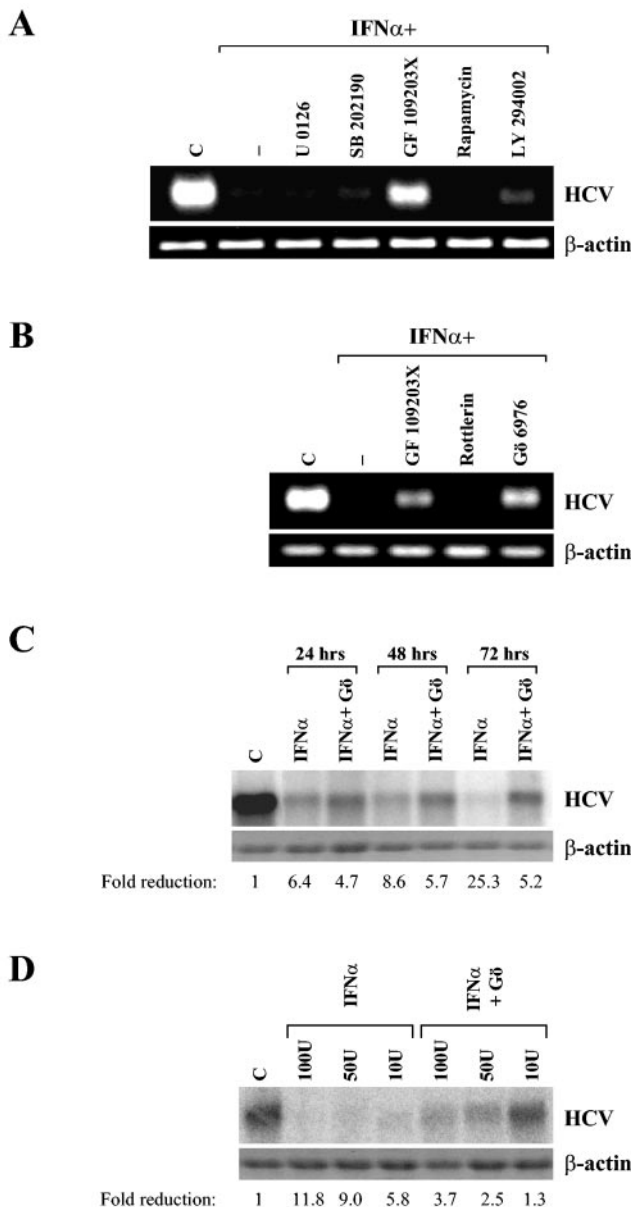 A
IFNα+
C
–
U 0126
SB 202190
GF 109203X
Rapamycin
LY 294002
HCV
β-actin
B
IFNα+
C
–
GF 109203X
Rottlerin
Gö 6976
HCV
β-actin
C
24 hrs 48 hrs 72 hrs
C
IFNα
IFNα+ Gö
IFNα
IFNα+ Gö
IFNα
IFNα+ Gö
HCV
β-actin
Fold reduction: 1 6.4 4.7 8.6 5.7 25.3 5.2
D
IFNα
IFNα
+ Gö
C
100U
50U
10U
100U
50U
10U
HCV
β-actin
Fold reduction: 1 11.8 9.0 5.8 3.7 2.5 1.3